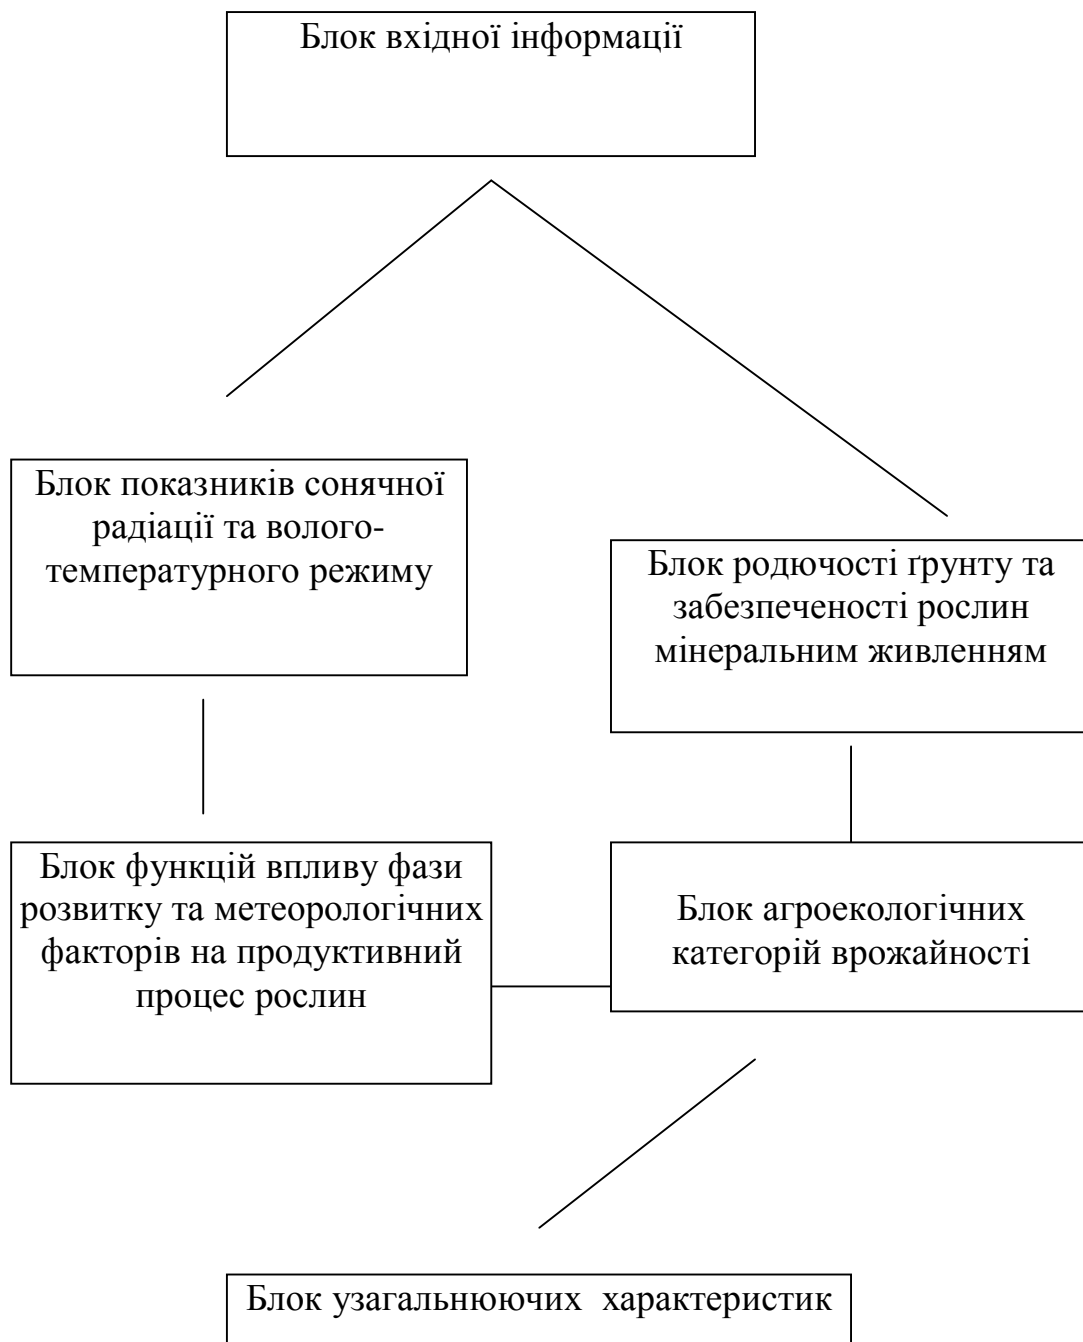 Блок вхідної інформації
Блок показників сонячної
радіації та волого-
температурного режиму
Блок родючості ґрунту та
забезпеченості рослин
мінеральним живленням
Блок функцій впливу фази
розвитку та метеорологічних
факторів на продуктивний
процес рослин
Блок агроекологічних
категорій врожайності
Блок узагальнюючих характеристик